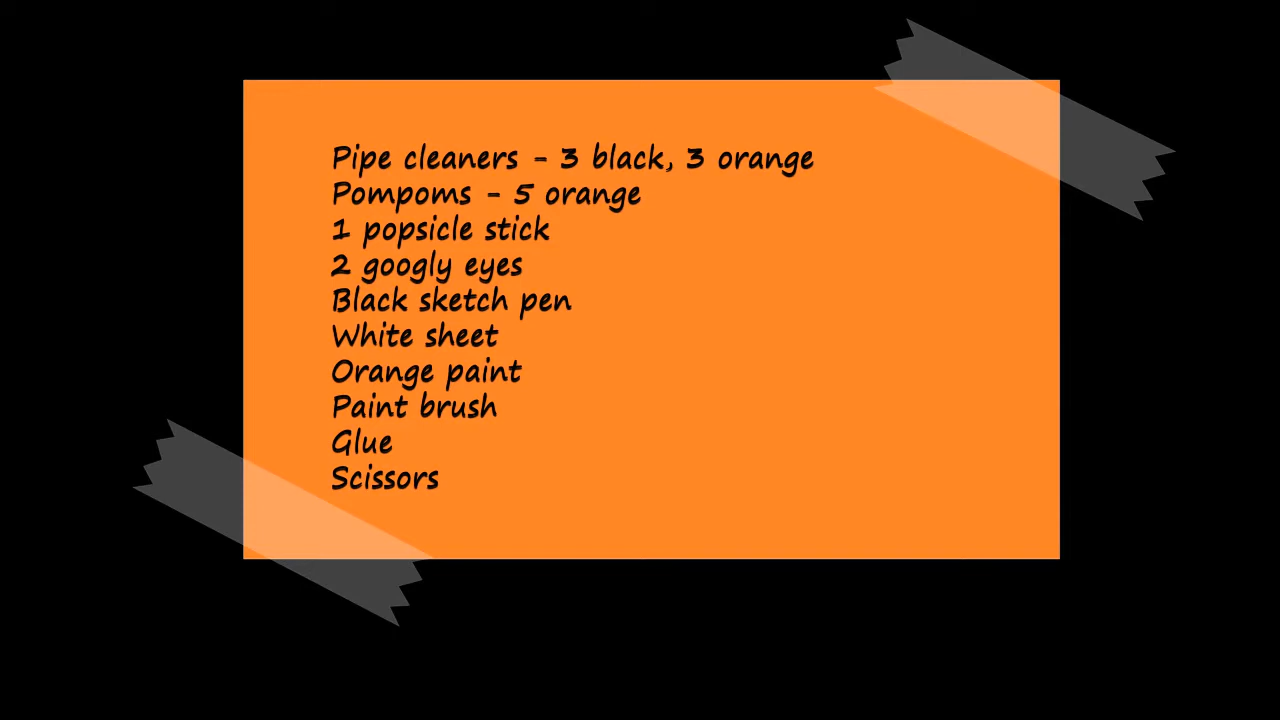 Pipe cleaners - 3 black, 3 orange
Pompoms - 5 orange
1 popsicle stick
2 googly eyes
Black sketch pen
White sheet
Orange paint
Paint brush
Glue
Scissors